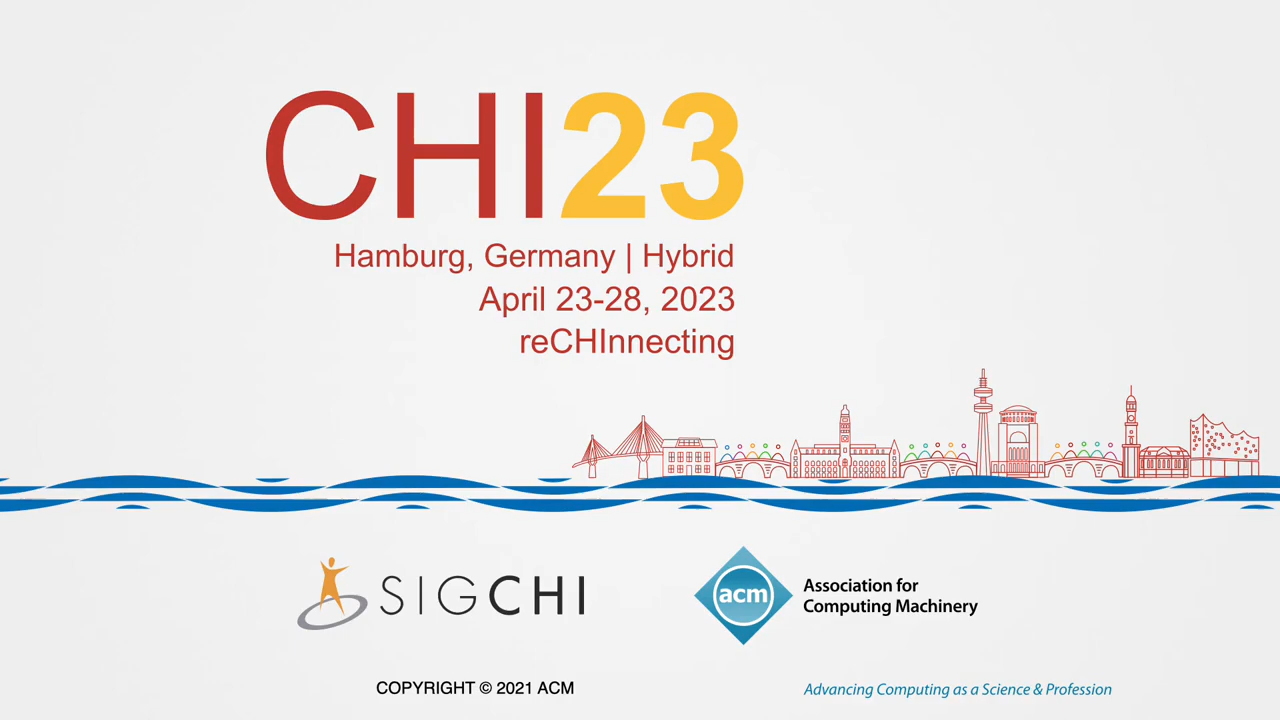 CHI23
Hamburg, Germany | Hybrid
April 23-28, 2023
reCHInnecting
SIGCHI
acm
Association for
Computing Machinery
COPYRIGHT © 2021 ACM
Advancing Computing as a Science & Profession